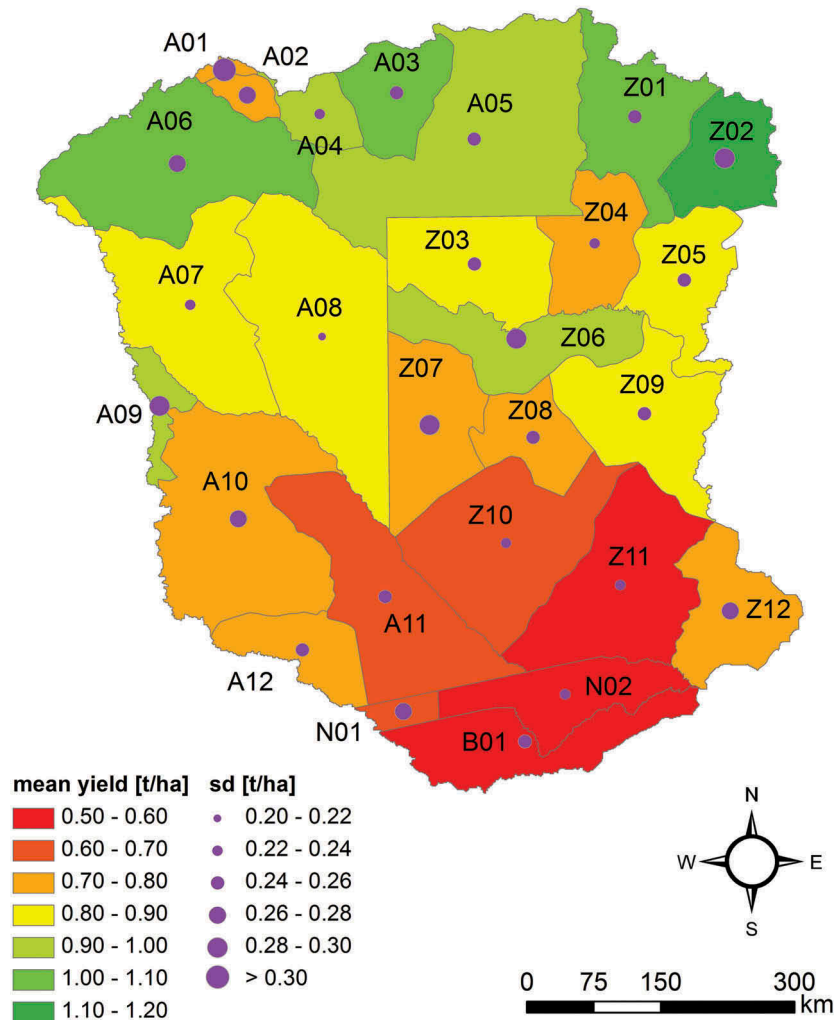 A01
A02
A03
A05
Z01
Z02
A06
A04
Z04
Z03
Z05
A07
A08
Z06
Z07
Z09
A09
Z08
A10
Z10
Z11
A11
Z12
A12
N02
N01
B01
mean yield [t/ha] sd [t/ha]
0.50 - 0.60 0.20 - 0.22
0.60 - 0.70 0.22 - 0.24
0.70 - 0.80 0.24 - 0.26
0.80 - 0.90 0.26 - 0.28
0.90 - 1.00 0.28 - 0.30
1.00 - 1.10 > 0.30
1.10 - 1.20
N
W E
S
0 75 150 300
km